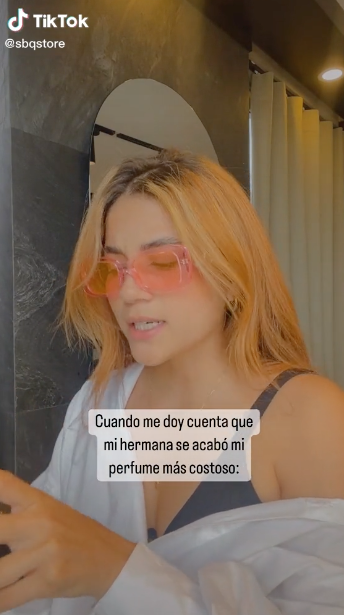 TikTok
@sbqstore
Cuando me doy cuenta que
mi hermana se acabó mi
perfume más costoso: